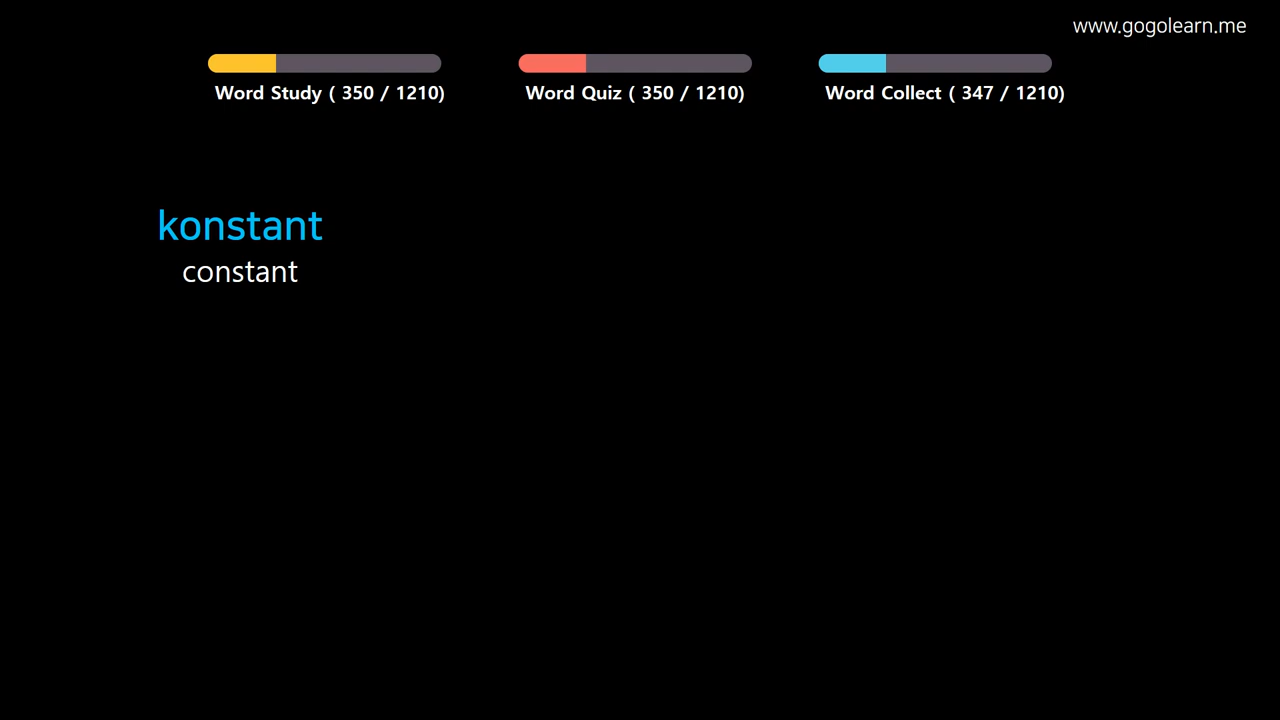 www.gogolearn.me
Word Study ( 350 / 1210)
Word Quiz ( 350 / 1210)
Word Collect ( 347 / 1210)
konstant
constant